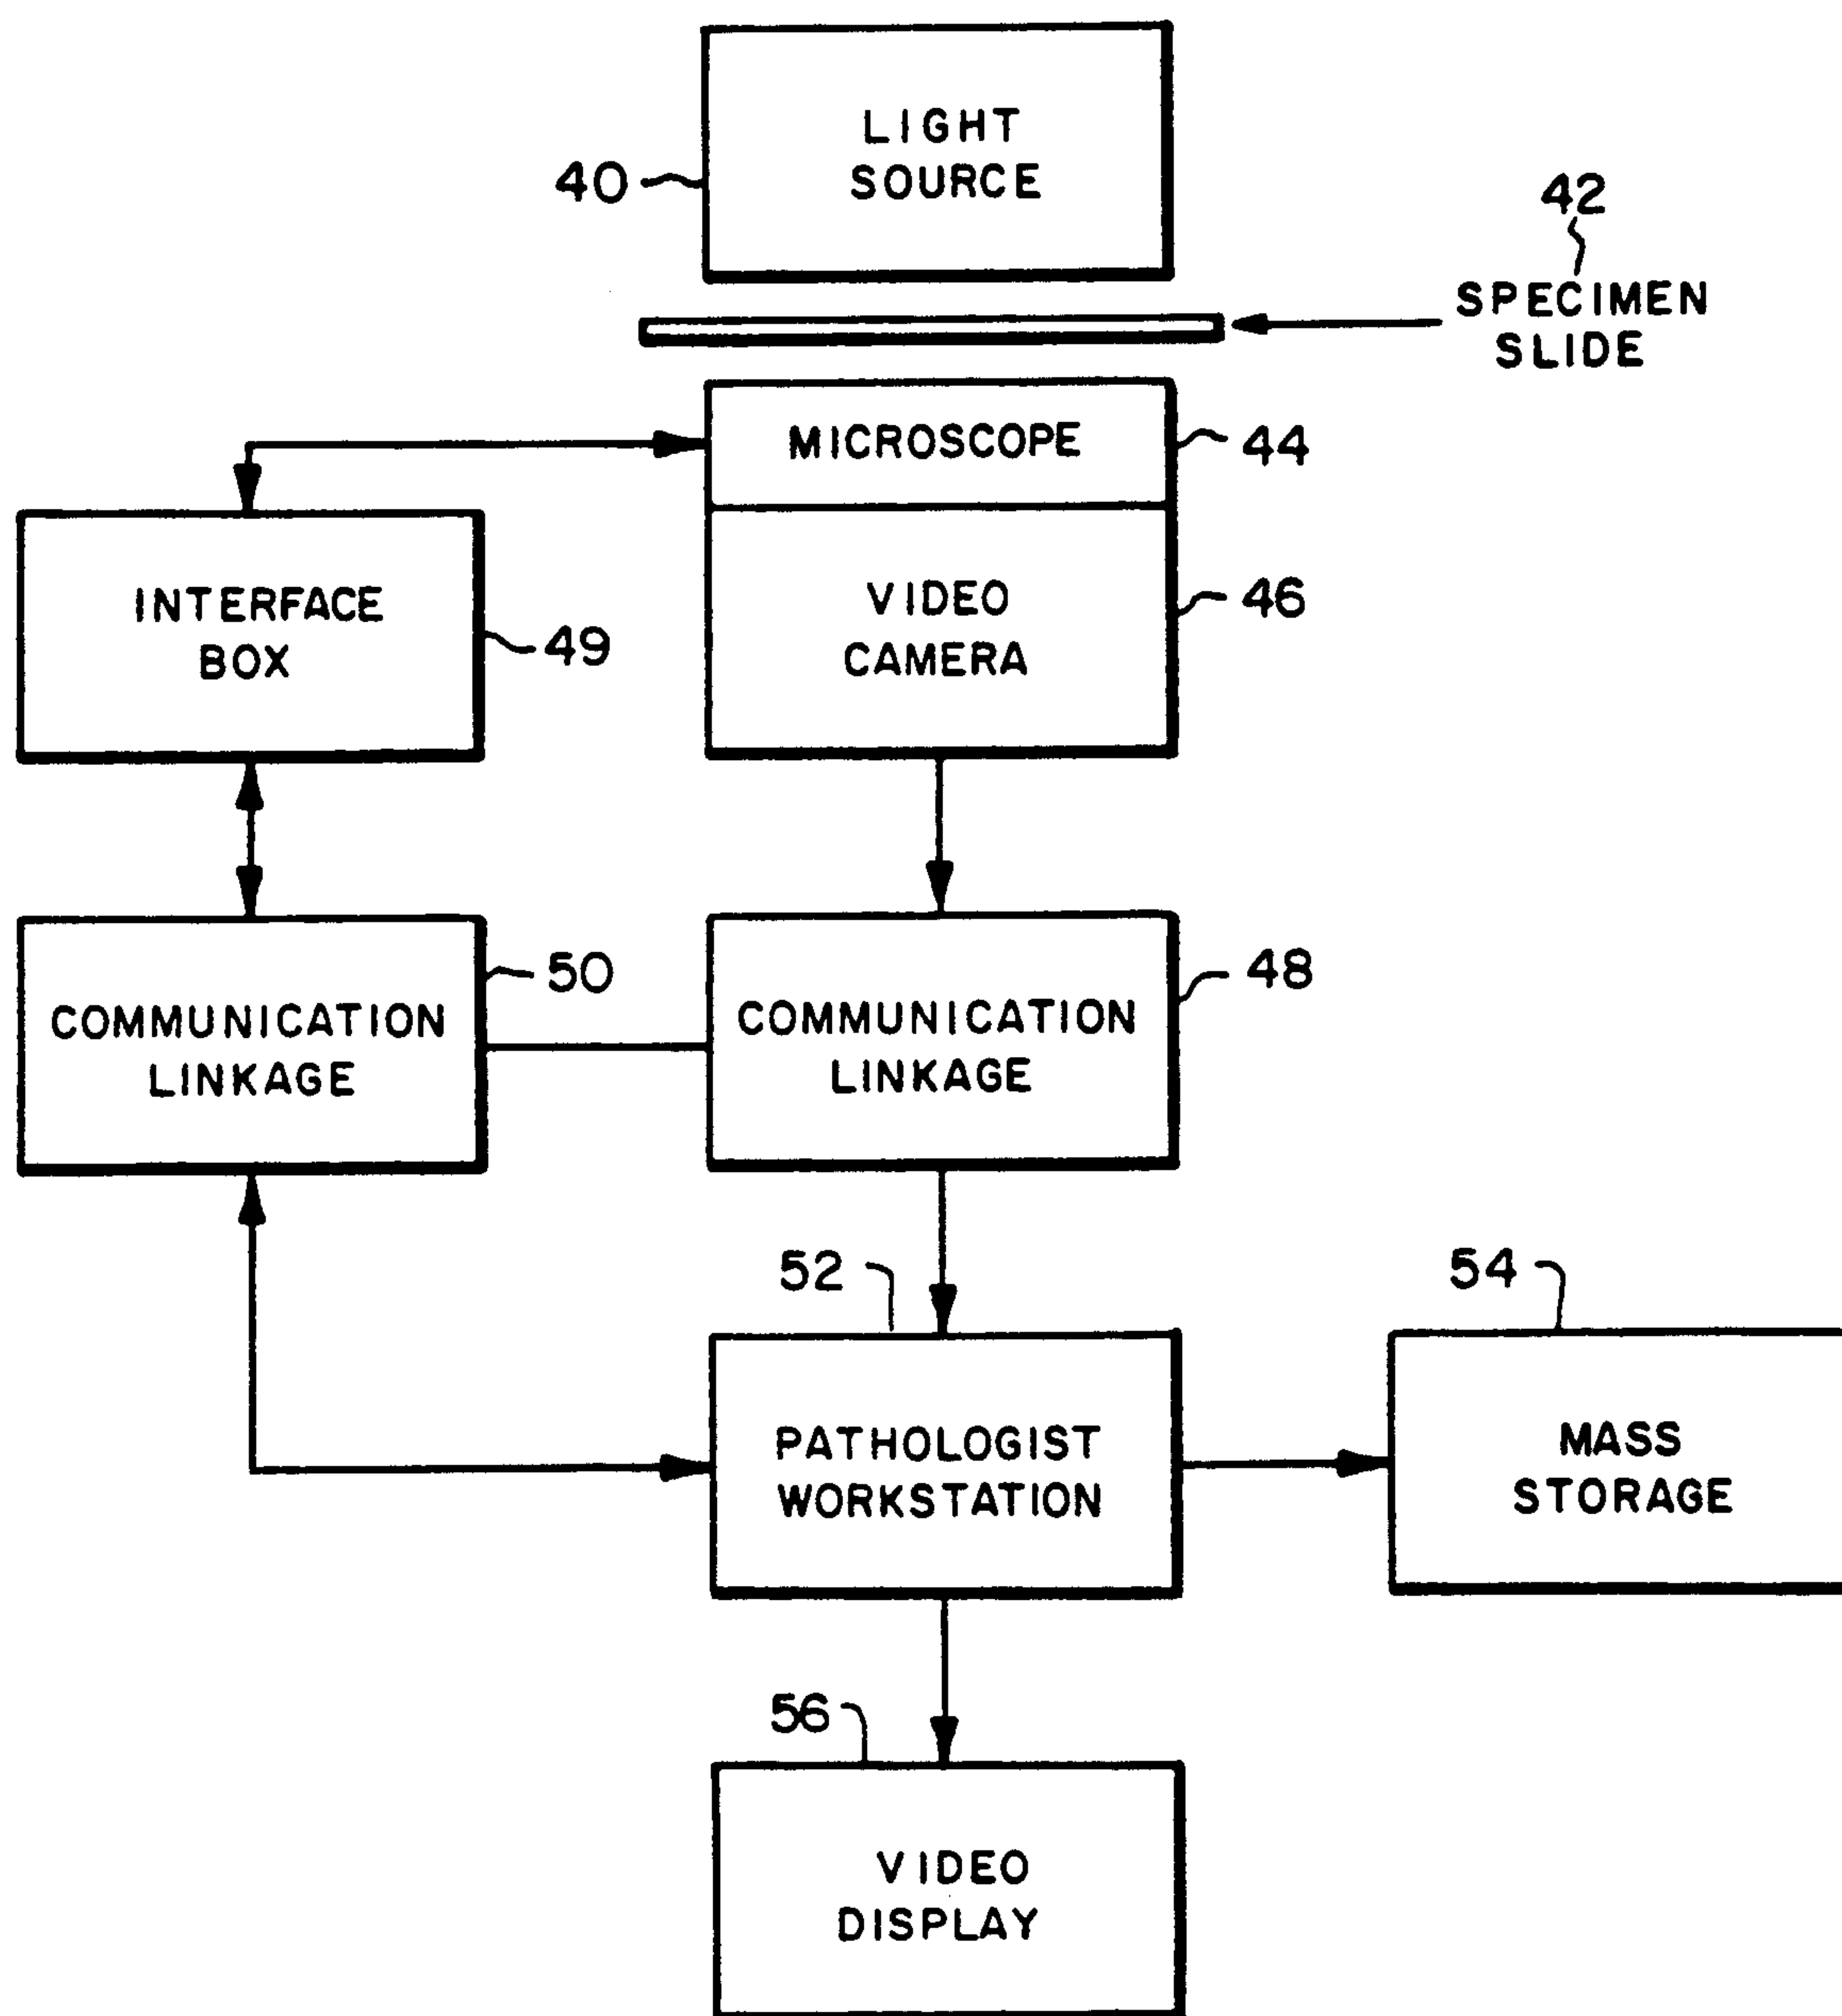 LIGHT
SOURCE
40
42
SPECIMEN
SLIDE
MICROSCOPE
44
INTERFACE
BOX
49
VIDEO
CAMERA
46
COMMUNICATION
LINKAGE
50
COMMUNICATION
LINKAGE
48
52
54
PATHOLOGIST
WORKSTATION
MASS
STORAGE
56
VIDEO
DISPLAY